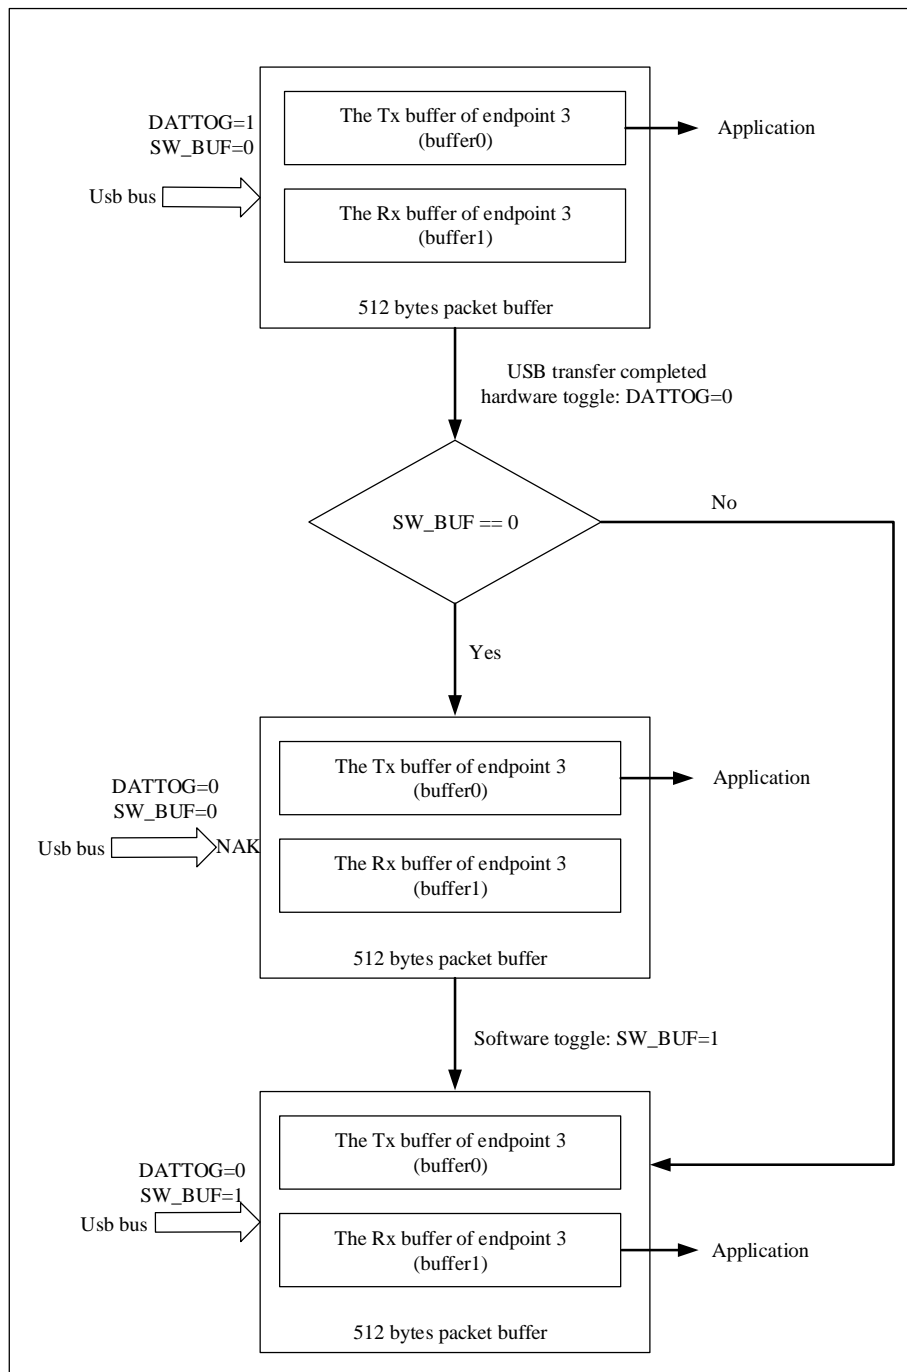 DATTOG=1
SW_BUF=0
Usb bus
The Tx buffer of endpoint 3
(buffer0)
Application
The Rx buffer of endpoint 3
(buffer1)
512 bytes packet buffer
USB transfer completed
hardware toggle: DATTOG=0
SW_BUF == 0
No
Yes
DATTOG=0
SW_BUF=0
Usb bus
NAK
The Tx buffer of endpoint 3
(buffer0)
Application
The Rx buffer of endpoint 3
(buffer1)
512 bytes packet buffer
Software toggle: SW_BUF=1
DATTOG=0
SW_BUF=1
Usb bus
The Tx buffer of endpoint 3
(buffer0)
The Rx buffer of endpoint 3
(buffer1)
Application
512 bytes packet buffer